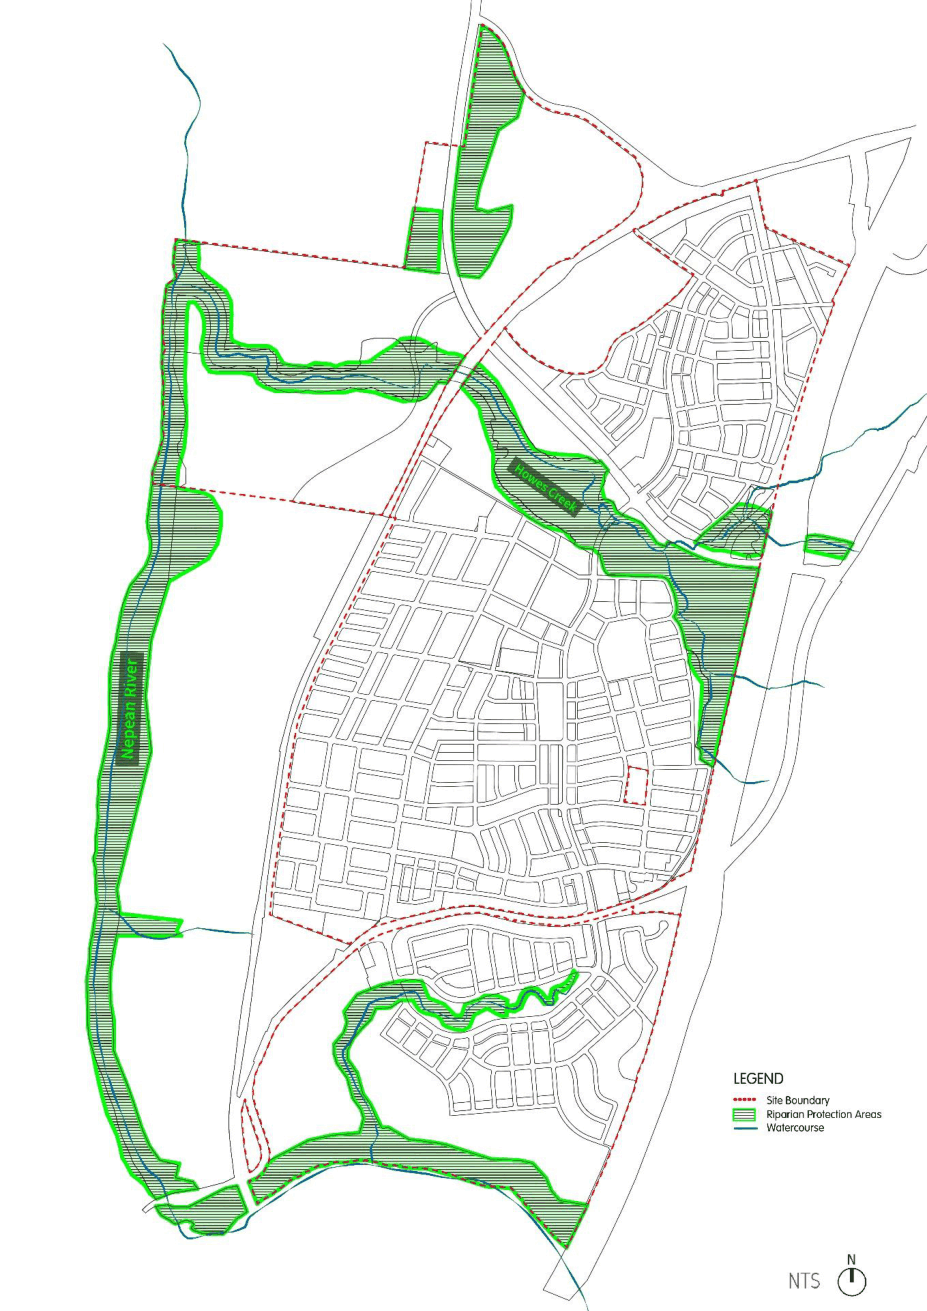 Howes Creek
Nepean River
LEGEND
Site Boundary
Riparian Protection Areas
Watercourse
NTS
N